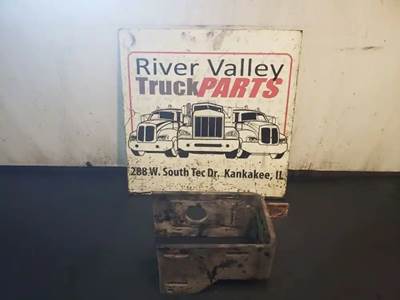 River Valley
TruckPARTS
288 W. South Tec Dr. Kankakee, IL